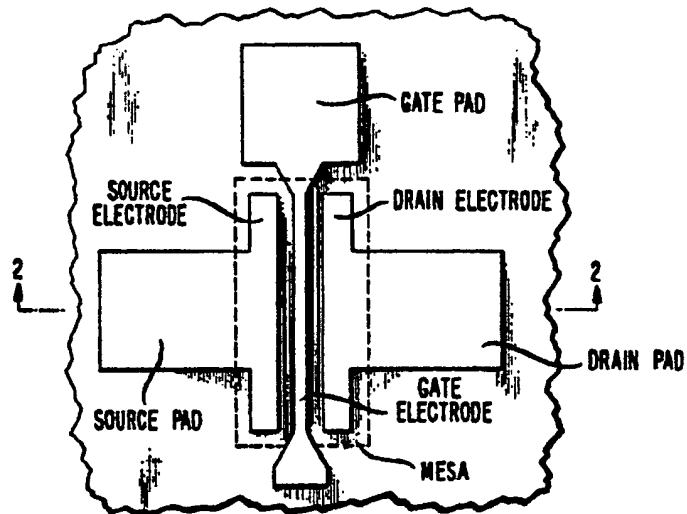 GATE PAD
SOURCE
ELECTRODE
DRAIN ELECTRODE
2
2
DRAIN PAD
GATE
ELECTRODE
SOURCE PAD
MESA